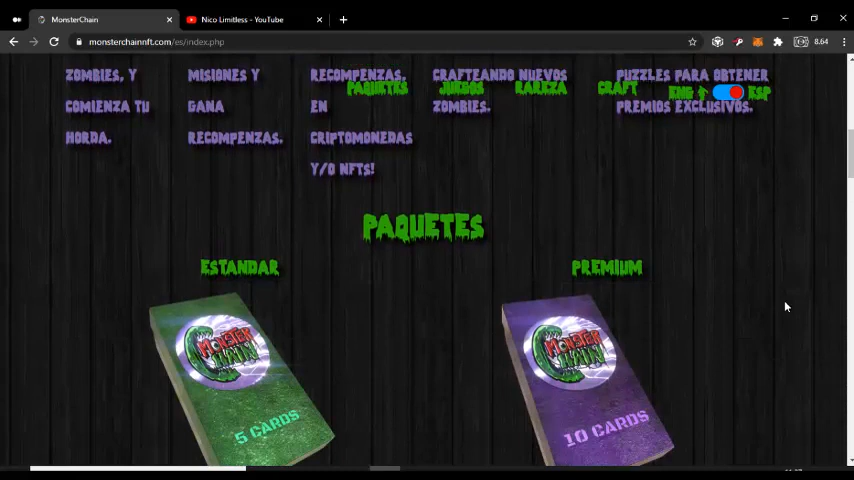 MonsterChain
Nico Limitless - YouTube
monsterchainnft.com/es/index.php
8.64
ZOMBIES, Y
COMIENZA TU
HORDA.
MISIONES Y
GANA
RECOMPENZAS.
RECOMPENZAS,
EN
CRIPTOMONEDAS
Y/O NFTS!
CRAFTEANDO NUEVOS
ZOMBIES.
PUZZLES PARA OBTENER
PREMIOS EXCLUSIVOS.
PAQUETES
JUEGOS
RAREZA
CRAFT
ENG
ESP
PAQUETES
ESTANDAR
PREMIUM
MONSTER
CHAIN
5 CARDS
MONSTER
CHAIN
10 CARDS